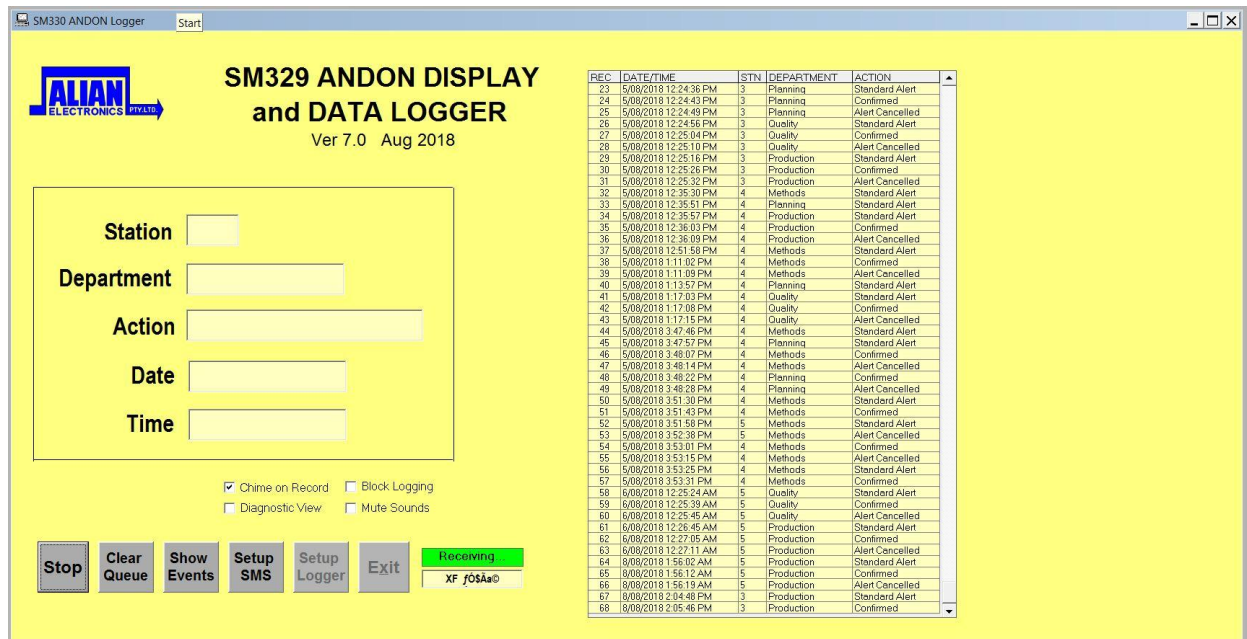 SM330 ANDON Logger
Start
ALIAN
ELECTRONICS PTY.LTD.
SM329 ANDON DISPLAY
and DATA LOGGER
Ver 7.0 Aug 2018
Station
Department
Action
Date
Time
Chime on Record Block Logging
Diagnostic View Mute Sounds
Stop
Clear Queue
Show Events
Setup SMS
Setup Logger
Exit
Receiving...
XF ƒÒ$Ãa©
REC DATE/TIME STN DEPARTMENT ACTION
23 5/08/2018 12:24:36 PM 3 Planning Standard Alert
24 5/08/2018 12:24:43 PM 3 Planning Confirmed
25 5/08/2018 12:24:49 PM 3 Planning Alert Cancelled
26 5/08/2018 12:24:56 PM 3 Quality Standard Alert
27 5/08/2018 12:25:04 PM 3 Quality Confirmed
28 5/08/2018 12:25:10 PM 3 Quality Alert Cancelled
29 5/08/2018 12:25:16 PM 3 Production Standard Alert
30 5/08/2018 12:25:26 PM 3 Production Confirmed
31 5/08/2018 12:25:32 PM 3 Production Alert Cancelled
32 5/08/2018 12:35:30 PM 4 Methods Standard Alert
33 5/08/2018 12:35:51 PM 4 Planning Standard Alert
34 5/08/2018 12:35:57 PM 4 Production Standard Alert
35 5/08/2018 12:36:03 PM 4 Production Confirmed
36 5/08/2018 12:36:09 PM 4 Production Alert Cancelled
37 5/08/2018 12:51:58 PM 4 Methods Standard Alert
38 5/08/2018 1:11:02 PM 4 Methods Confirmed
39 5/08/2018 1:11:09 PM 4 Methods Alert Cancelled
40 5/08/2018 1:13:57 PM 4 Planning Standard Alert
41 5/08/2018 1:17:03 PM 4 Quality Standard Alert
42 5/08/2018 1:17:08 PM 4 Quality Confirmed
43 5/08/2018 1:17:15 PM 4 Quality Alert Cancelled
44 5/08/2018 3:47:46 PM 4 Methods Standard Alert
45 5/08/2018 3:47:57 PM 4 Planning Standard Alert
46 5/08/2018 3:48:07 PM 4 Methods Confirmed
47 5/08/2018 3:48:14 PM 4 Methods Alert Cancelled
48 5/08/2018 3:48:22 PM 4 Planning Confirmed
49 5/08/2018 3:48:28 PM 4 Planning Alert Cancelled
50 5/08/2018 3:51:30 PM 4 Methods Standard Alert
51 5/08/2018 3:51:43 PM 4 Methods Confirmed
52 5/08/2018 3:51:58 PM 5 Methods Standard Alert
53 5/08/2018 3:52:38 PM 5 Methods Alert Cancelled
54 5/08/2018 3:53:01 PM 4 Methods Confirmed
55 5/08/2018 3:53:15 PM 4 Methods Alert Cancelled
56 5/08/2018 3:53:25 PM 4 Methods Standard Alert
57 5/08/2018 3:53:31 PM 4 Methods Confirmed
58 6/08/2018 12:25:24 AM 5 Quality Standard Alert
59 6/08/2018 12:25:39 AM 5 Quality Confirmed
60 6/08/2018 12:25:45 AM 5 Quality Alert Cancelled
61 6/08/2018 12:26:45 AM 5 Production Standard Alert
62 6/08/2018 12:27:05 AM 5 Production Confirmed
63 6/08/2018 12:27:11 AM 5 Production Alert Cancelled
64 8/08/2018 1:56:02 AM 5 Production Standard Alert
65 8/08/2018 1:56:12 AM 5 Production Confirmed
66 8/08/2018 1:56:19 AM 5 Production Alert Cancelled
67 8/08/2018 2:04:48 PM 3 Production Standard Alert
68 8/08/2018 2:05:46 PM 3 Production Confirmed